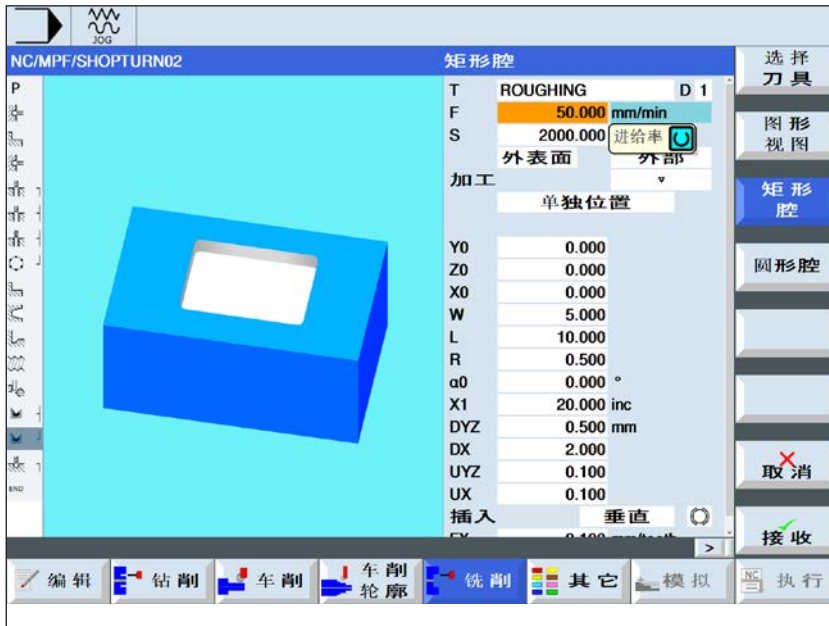 JOG
NC/MPF/SHOPTURN02
矩形腔
P
END
T ROUGHING D 1
F 50.000 mm/min
S 2000.000
进给率
外表面 外部
加工 ▿
单独位置
Y0 0.000
Z0 0.000
X0 0.000
W 5.000
L 10.000
R 0.500
α0 0.000 °
X1 20.000 inc
DYZ 0.500 mm
DX 2.000
UYZ 0.100
UX 0.100
插入 垂直
>
选择
刀具
图形
视图
矩形
腔
圆形腔
取消
接收
编辑
钻削
车削
车削
轮廓
铣削
其它
模拟
NC
执行